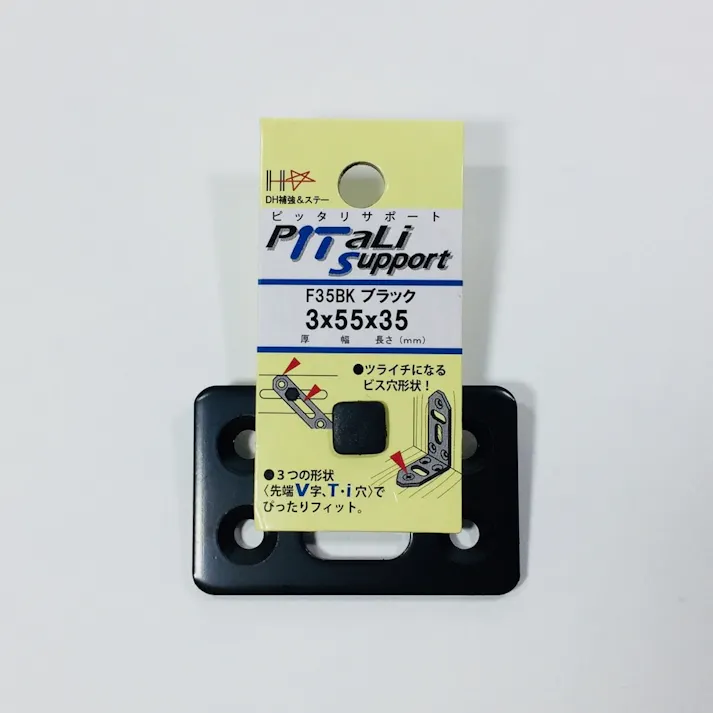 DH補強&ステー
ピッタリサポート
PITaLi
Support
F35BK ブラック
3x55x35
厚 幅 長さ(mm)
●ツライチになる
ビス穴形状!
●3つの形状
〈先端V字、T・i穴〉で
ぴったりフィット。